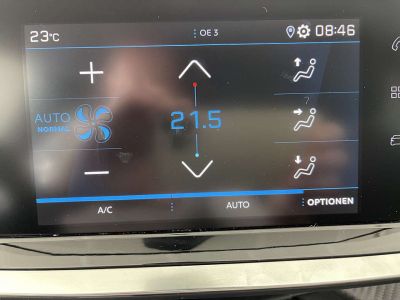 23°C OE 3 08:46
AUTO
NORMAL
21.5
A/C AUTO OPTIONEN